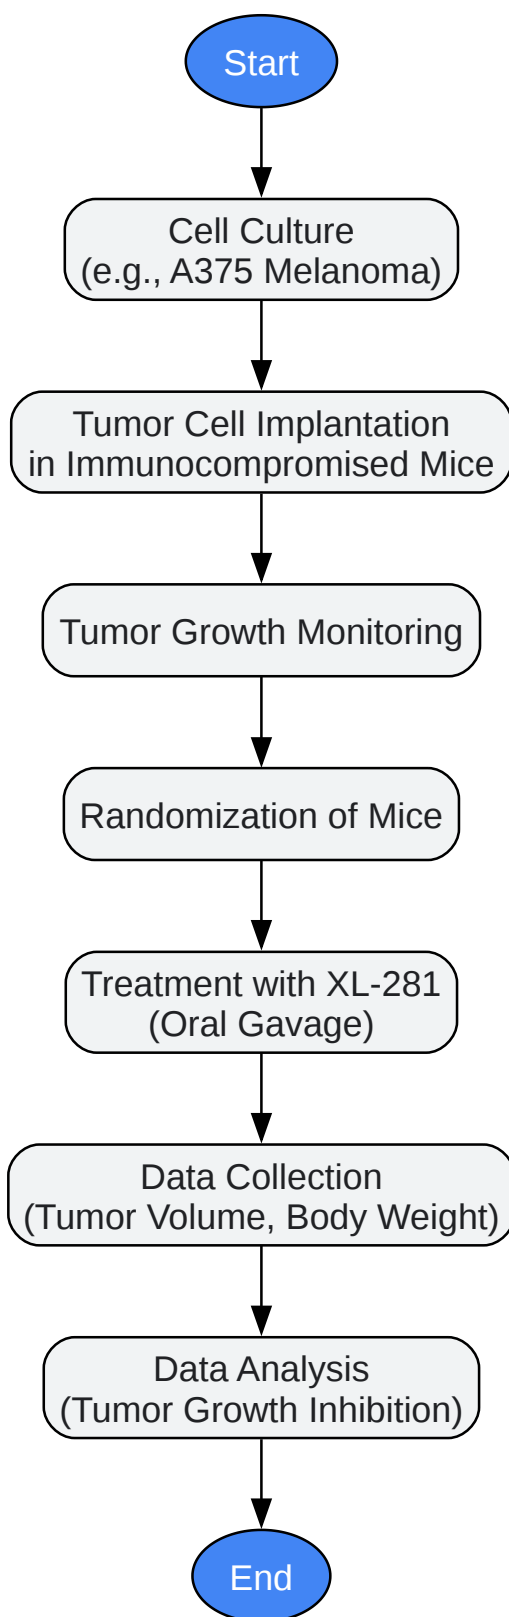 Start
Cell Culture
(e.g., A375 Melanoma)
Tumor Cell Implantation
in Immunocompromised Mice
Tumor Growth Monitoring
Randomization of Mice
Treatment with XL-281
(Oral Gavage)
Data Collection
(Tumor Volume, Body Weight)
Data Analysis
(Tumor Growth Inhibition)
End